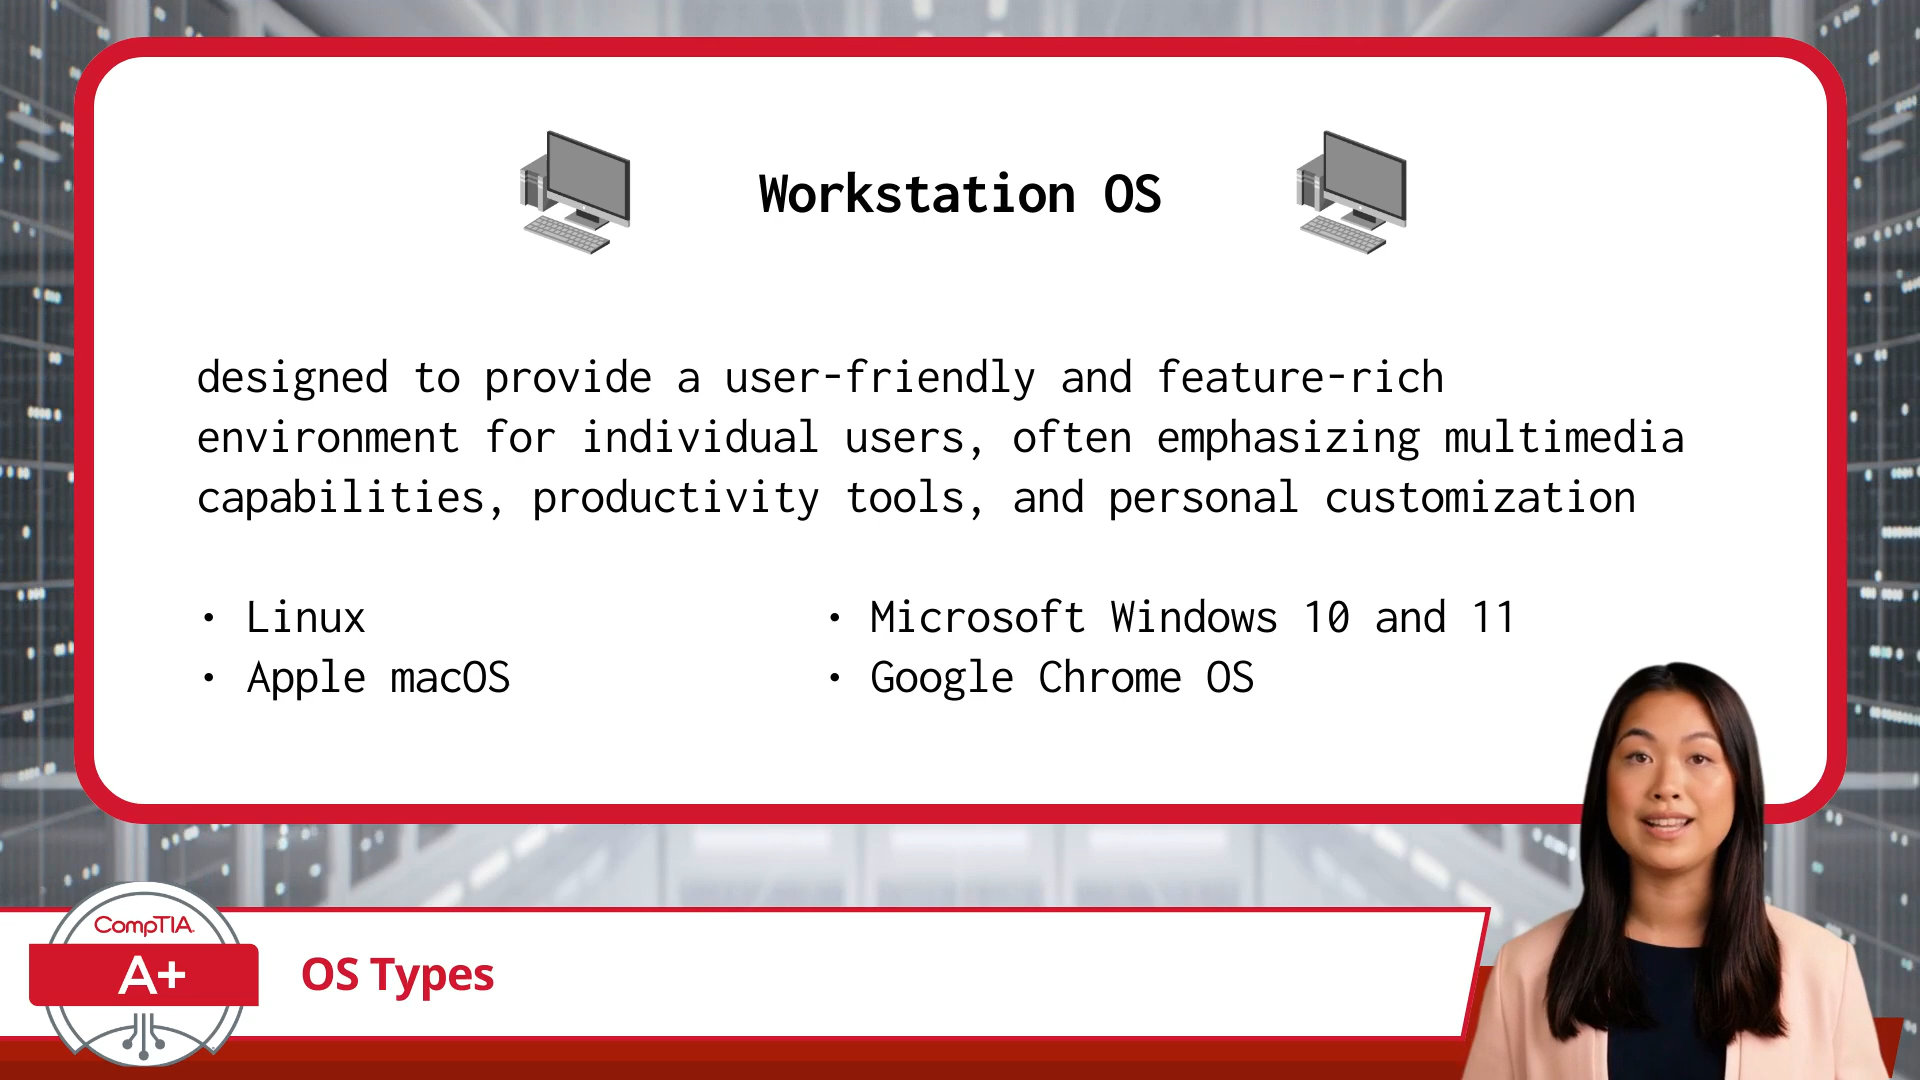 Workstation OS
designed to provide a user-friendly and feature-rich
environment for individual users, often emphasizing multimedia
capabilities, productivity tools, and personal customization
• Linux
• Apple macOS
• Microsoft Windows 10 and 11
• Google Chrome OS
CompTIA.
A+
OS Types